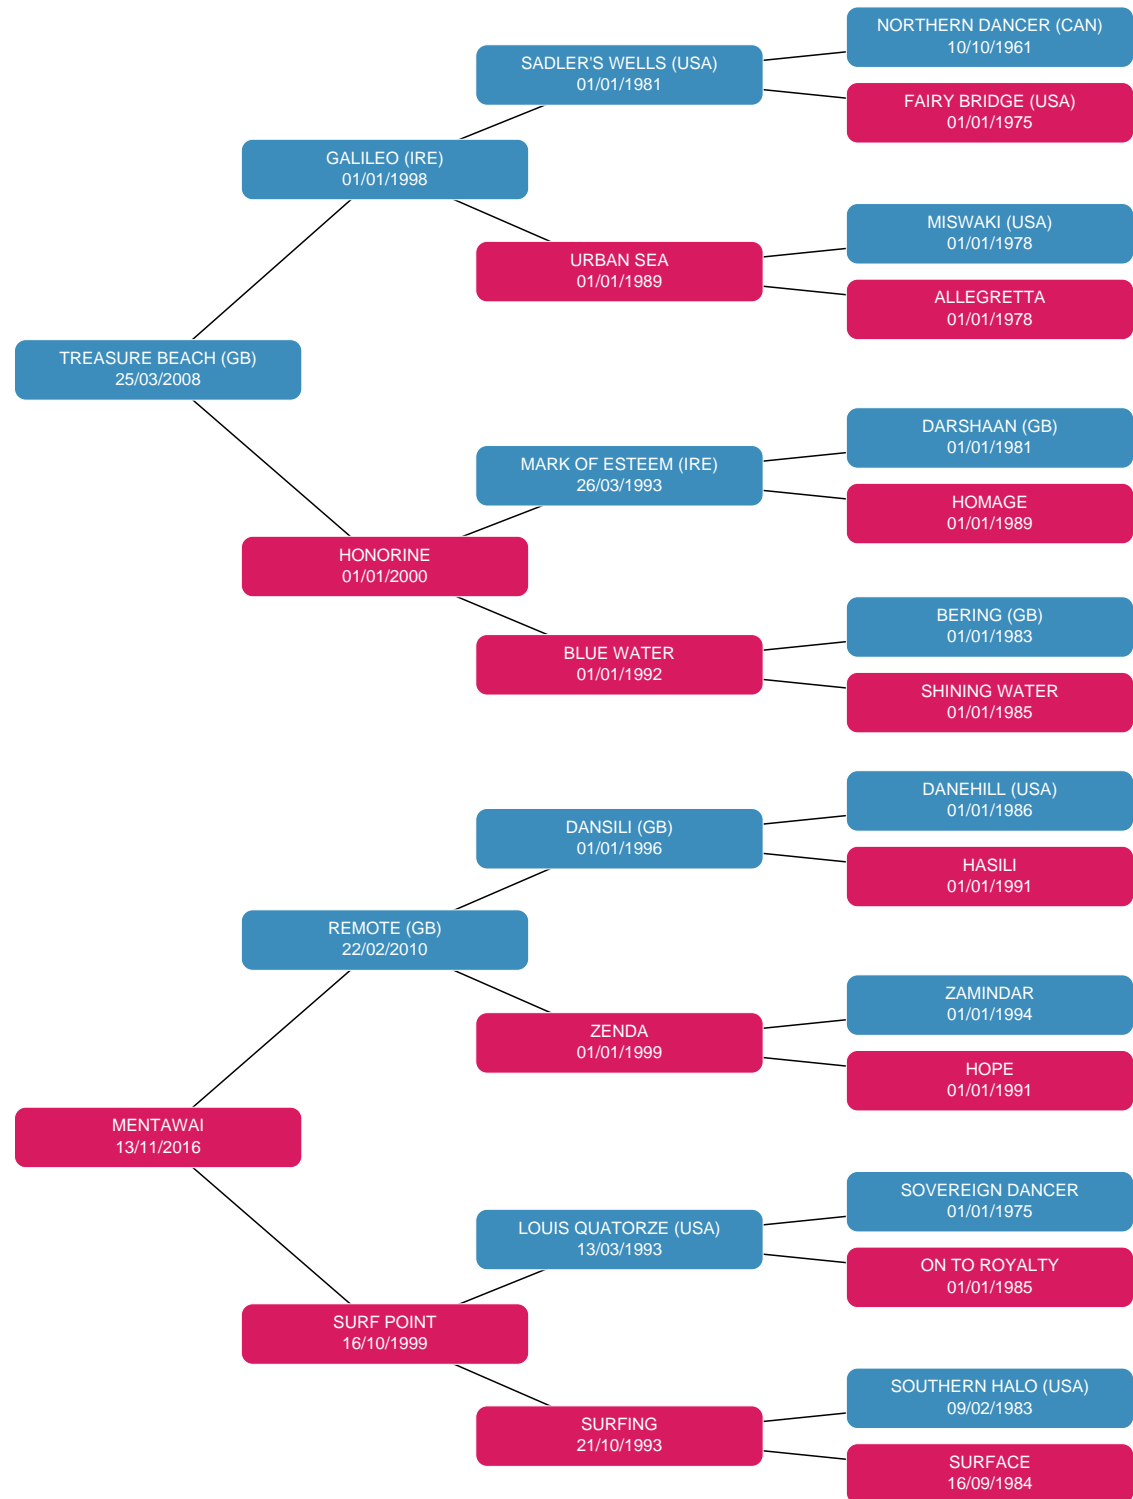 NORTHERN DANCER (CAN)
10/10/1961
SADLER'S WELLS (USA)
01/01/1981
FAIRY BRIDGE (USA)
01/01/1975
GALILEO (IRE)
01/01/1998
MISWAKI (USA)
01/01/1978
URBAN SEA
01/01/1989
ALLEGRETTA
01/01/1978
TREASURE BEACH (GB)
25/03/2008
DARSHAAN (GB)
01/01/1981
MARK OF ESTEEM (IRE)
26/03/1993
HOMAGE
01/01/1989
HONORINE
01/01/2000
BERING (GB)
01/01/1983
BLUE WATER
01/01/1992
SHINING WATER
01/01/1985
DANEHILL (USA)
01/01/1986
DANSILI (GB)
01/01/1996
HASILI
01/01/1991
REMOTE (GB)
22/02/2010
ZAMINDAR
01/01/1994
ZENDA
01/01/1999
HOPE
01/01/1991
MENTAWAI
13/11/2016
SOVEREIGN DANCER
01/01/1975
LOUIS QUATORZE (USA)
13/03/1993
ON TO ROYALTY
01/01/1985
SURF POINT
16/10/1999
SOUTHERN HALO (USA)
09/02/1983
SURFING
21/10/1993
SURFACE
16/09/1984